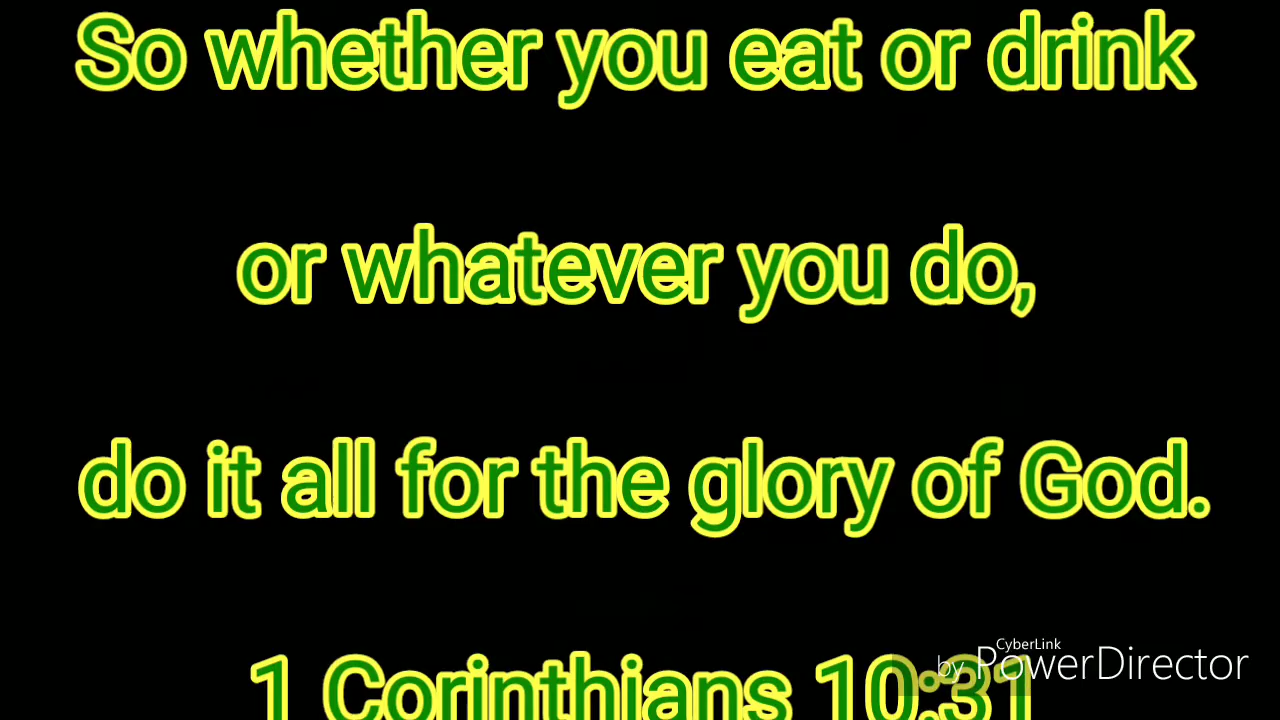 So whether you eat or drink
or whatever you do,
do it all for the glory of God.
1 Corinthians 10:31
CyberLink
by PowerDirector